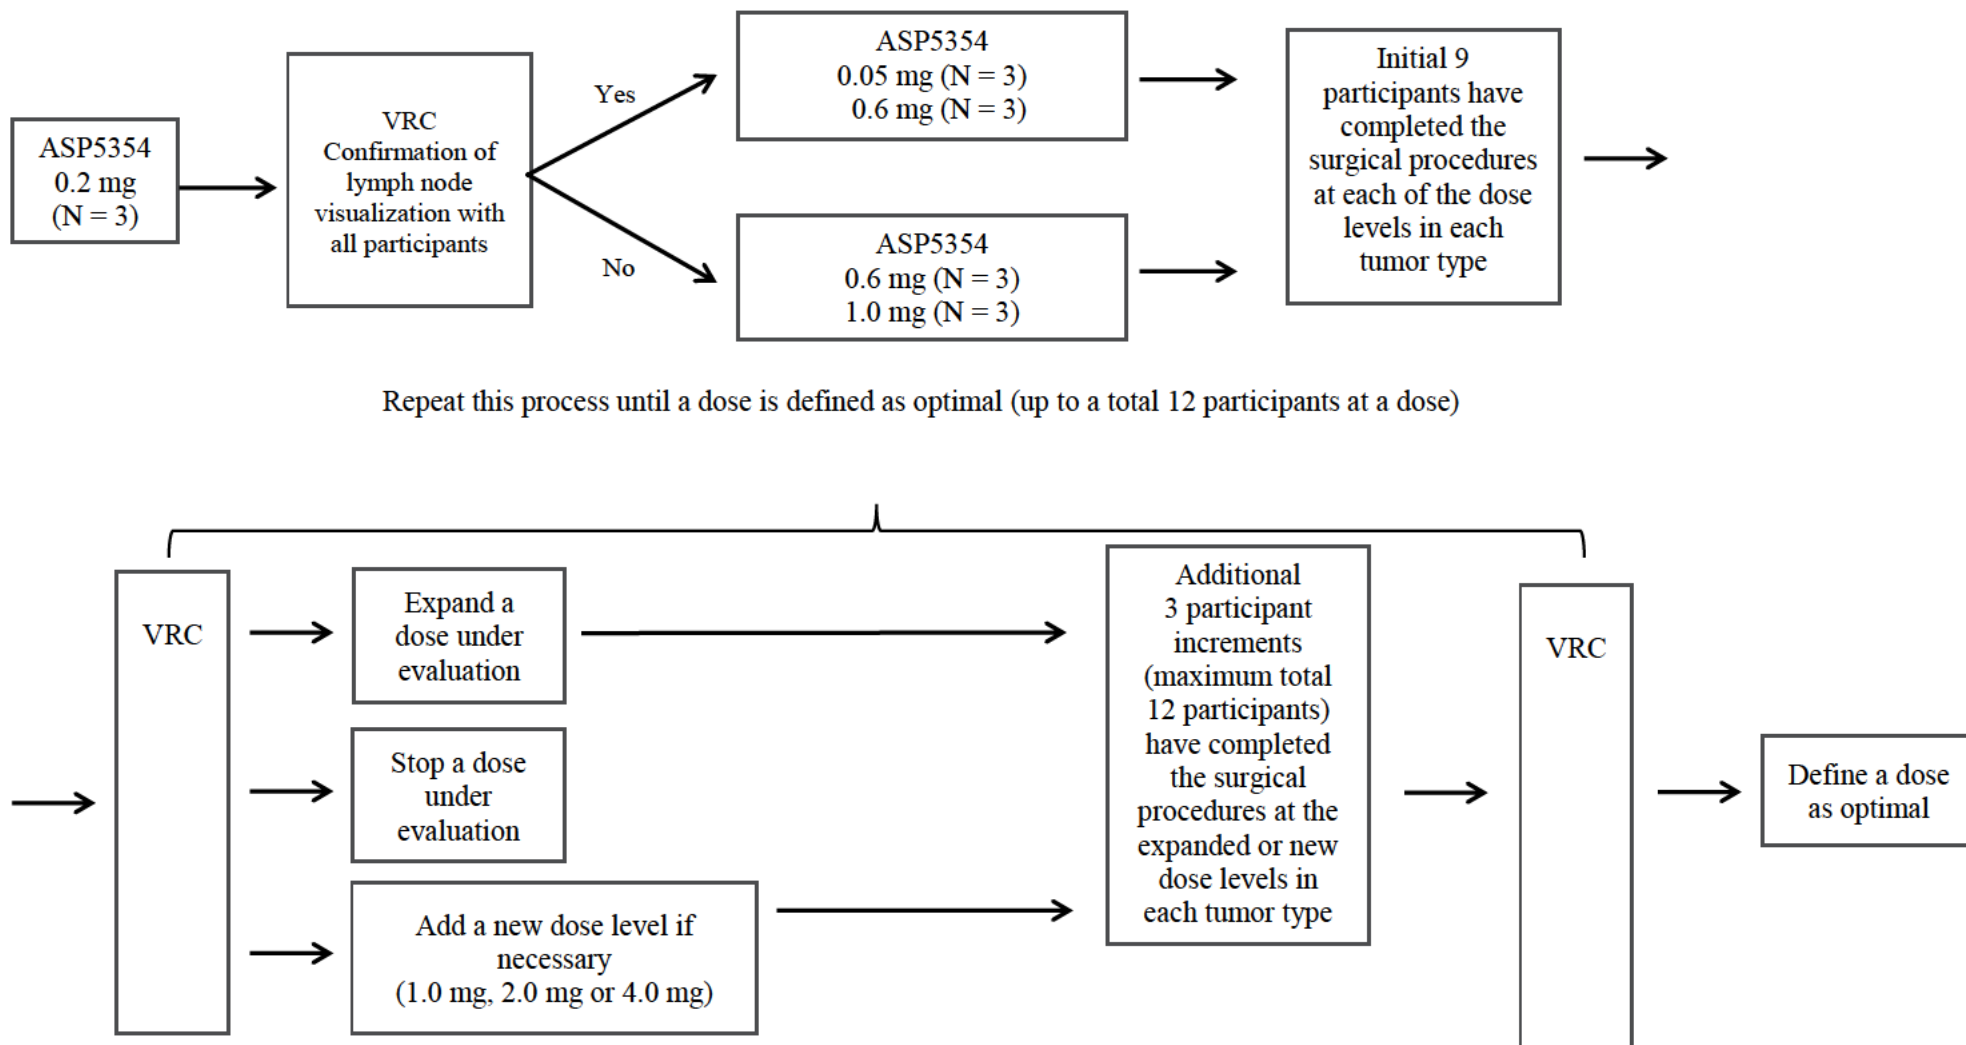 ASP5354
0.2 mg
(N = 3)
VRC
Confirmation of
lymph node
visualization with
all participants
Yes
No
ASP5354
0.05 mg (N = 3)
0.6 mg (N = 3)
ASP5354
0.6 mg (N = 3)
1.0 mg (N = 3)
Initial 9
participants have
completed the
surgical procedures
at each of the dose
levels in each
tumor type
Repeat this process until a dose is defined as optimal (up to a total 12 participants at a dose)
VRC
Expand a
dose under
evaluation
Stop a dose
under
evaluation
Add a new dose level if
necessary
(1.0 mg, 2.0 mg or 4.0 mg)
Additional
3 participant
increments
(maximum total
12 participants)
have completed
the surgical
procedures at the
expanded or new
dose levels in
each tumor type
VRC
Define a dose
as optimal